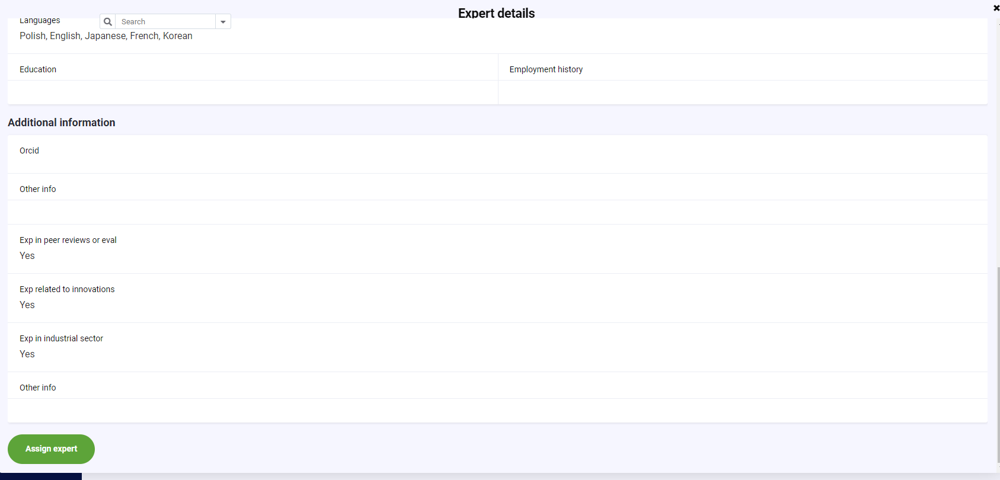 Expert details
Languages
Search
Polish, English, Japanese, French, Korean
Education
Employment history
Additional information
Orcid
Other info
Exp in peer reviews or eval
Yes
Exp related to innovations
Yes
Exp in industrial sector
Yes
Other info
Assign expert